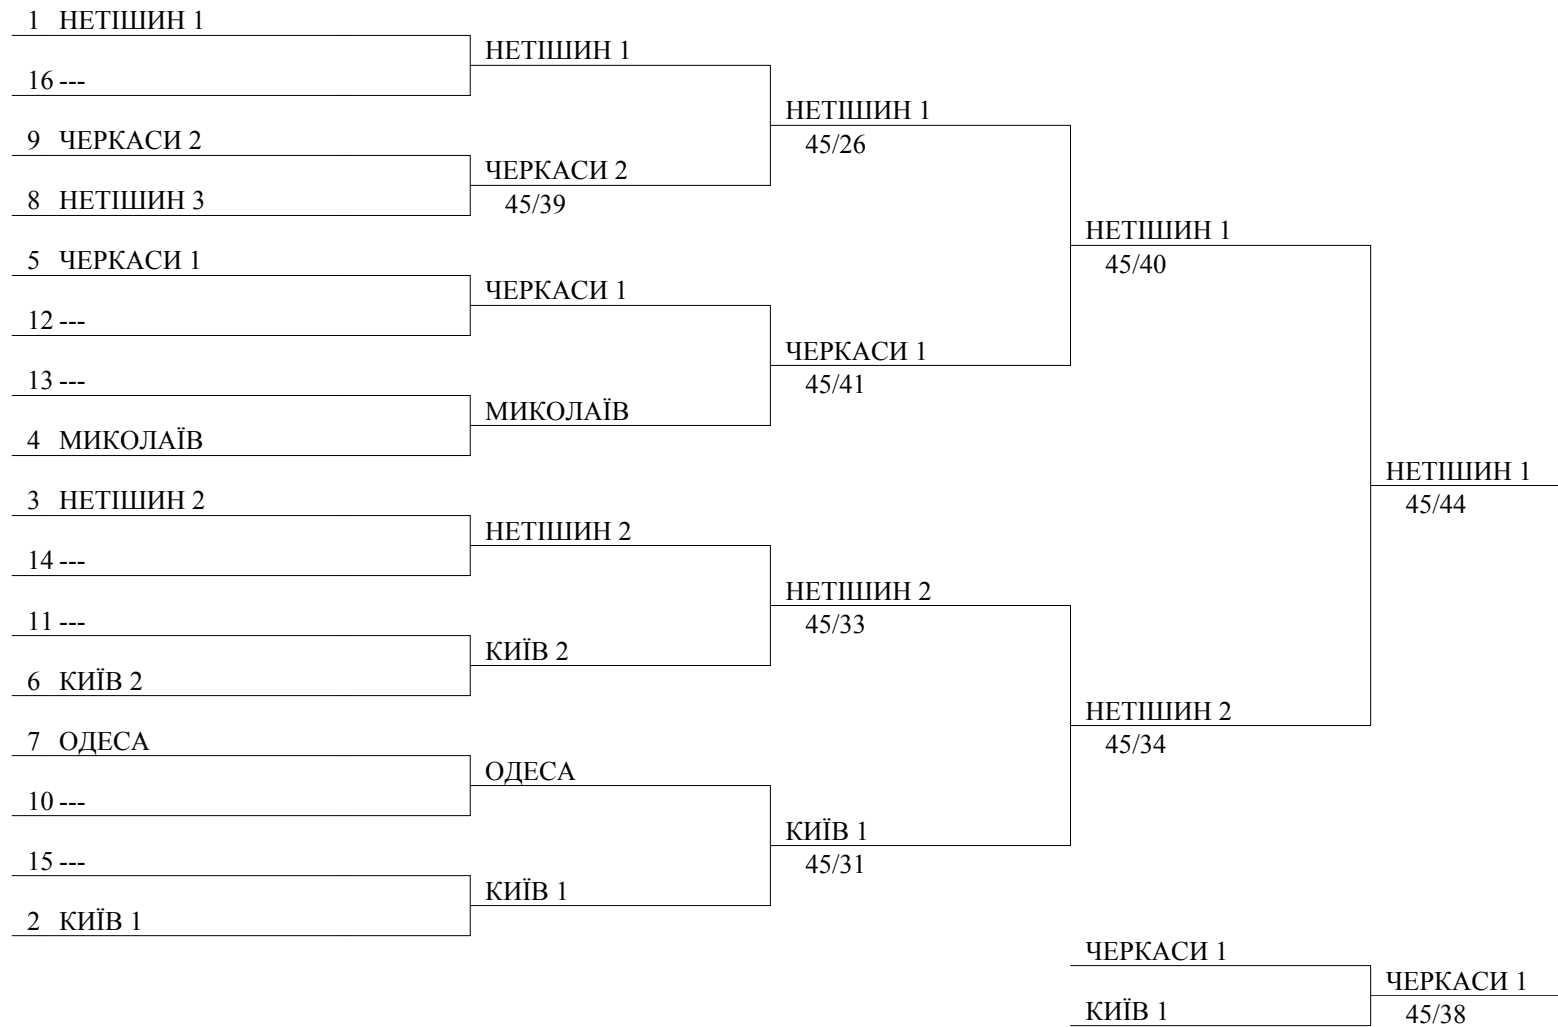 1 НЕТІШИН 1
16 ---
9 ЧЕРКАСИ 2
8 НЕТІШИН 3
5 ЧЕРКАСИ 1
12 ---
13 ---
4 МИКОЛАЇВ
3 НЕТІШИН 2
14 ---
11 ---
6 КИЇВ 2
7 ОДЕСА
10 ---
15 ---
2 КИЇВ 1
НЕТІШИН 1
ЧЕРКАСИ 2
45/39
ЧЕРКАСИ 1
МИКОЛАЇВ
НЕТІШИН 2
КИЇВ 2
ОДЕСА
КИЇВ 1
НЕТІШИН 1
45/26
ЧЕРКАСИ 1
45/41
НЕТІШИН 2
45/33
КИЇВ 1
45/31
НЕТІШИН 1
45/40
НЕТІШИН 2
45/34
НЕТІШИН 1
45/44
ЧЕРКАСИ 1
КИЇВ 1
ЧЕРКАСИ 1
45/38